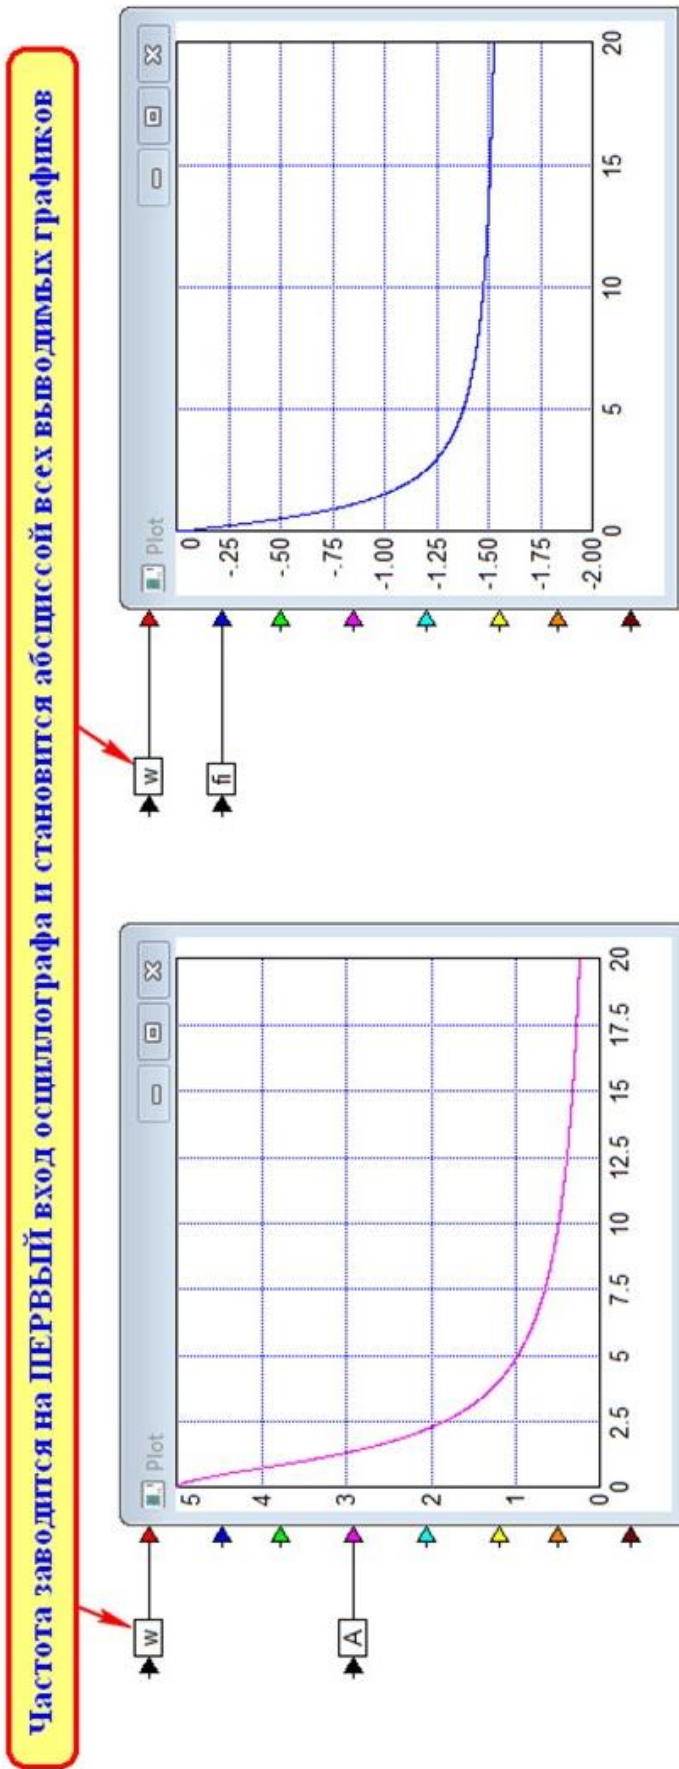 Частота заводится на ПЕРВЫЙ вход осциллографа и становится абсциссой всех выводимых графиков
w
A
Plot
5
4
3
2
1
0
0 2.5 5 7.5 10 12.5 15 17.5 20
w
fi
Plot
0
-.25
-.50
-.75
-1.00
-1.25
-1.50
-1.75
-2.00
0 5 10 15 20